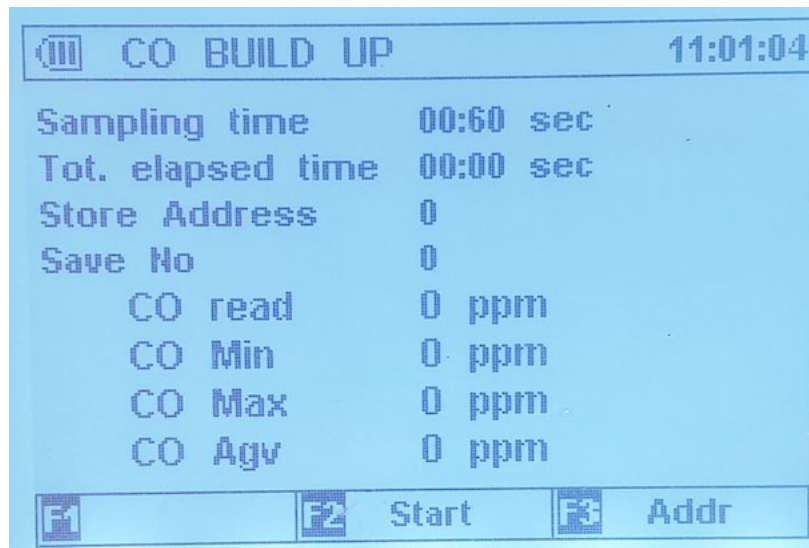 CO BUILD UP 11:01:04
Sampling time 00:60 sec
Tot. elapsed time 00:00 sec
Store Address 0
Save No 0
CO read 0 ppm
CO Min 0 ppm
CO Max 0 ppm
CO Agv 0 ppm
F1 F2 Start F3 Addr